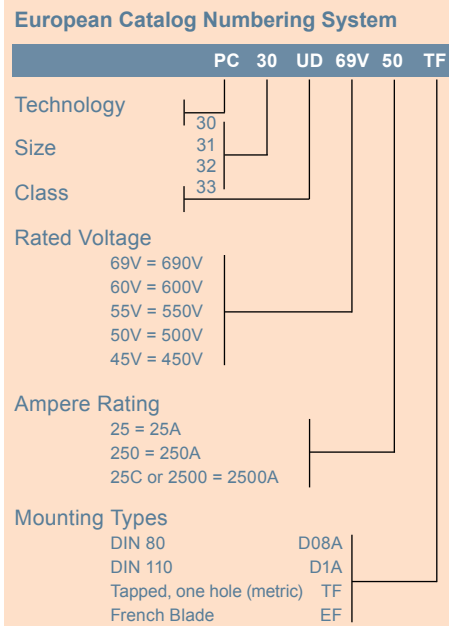 European Catalog Numbering System
PC 30 UD 69V 50 TF
Technology
30
Size 31
32
Class 33
Rated Voltage
69V = 690V
60V = 600V
55V = 550V
50V = 500V
45V = 450V
Ampere Rating
25 = 25A
250 = 250A
25C or 2500 = 2500A
Mounting Types
DIN 80 D08A
DIN 110 D1A
Tapped, one hole (metric) TF
French Blade EF